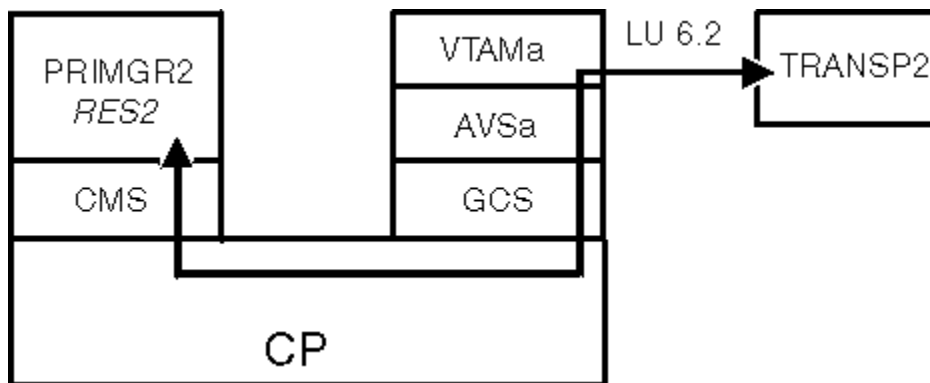 PRIMGR2
RES2
CMS
VTAMa
AVSa
GCS
LU 6.2
TRANSP2
CP